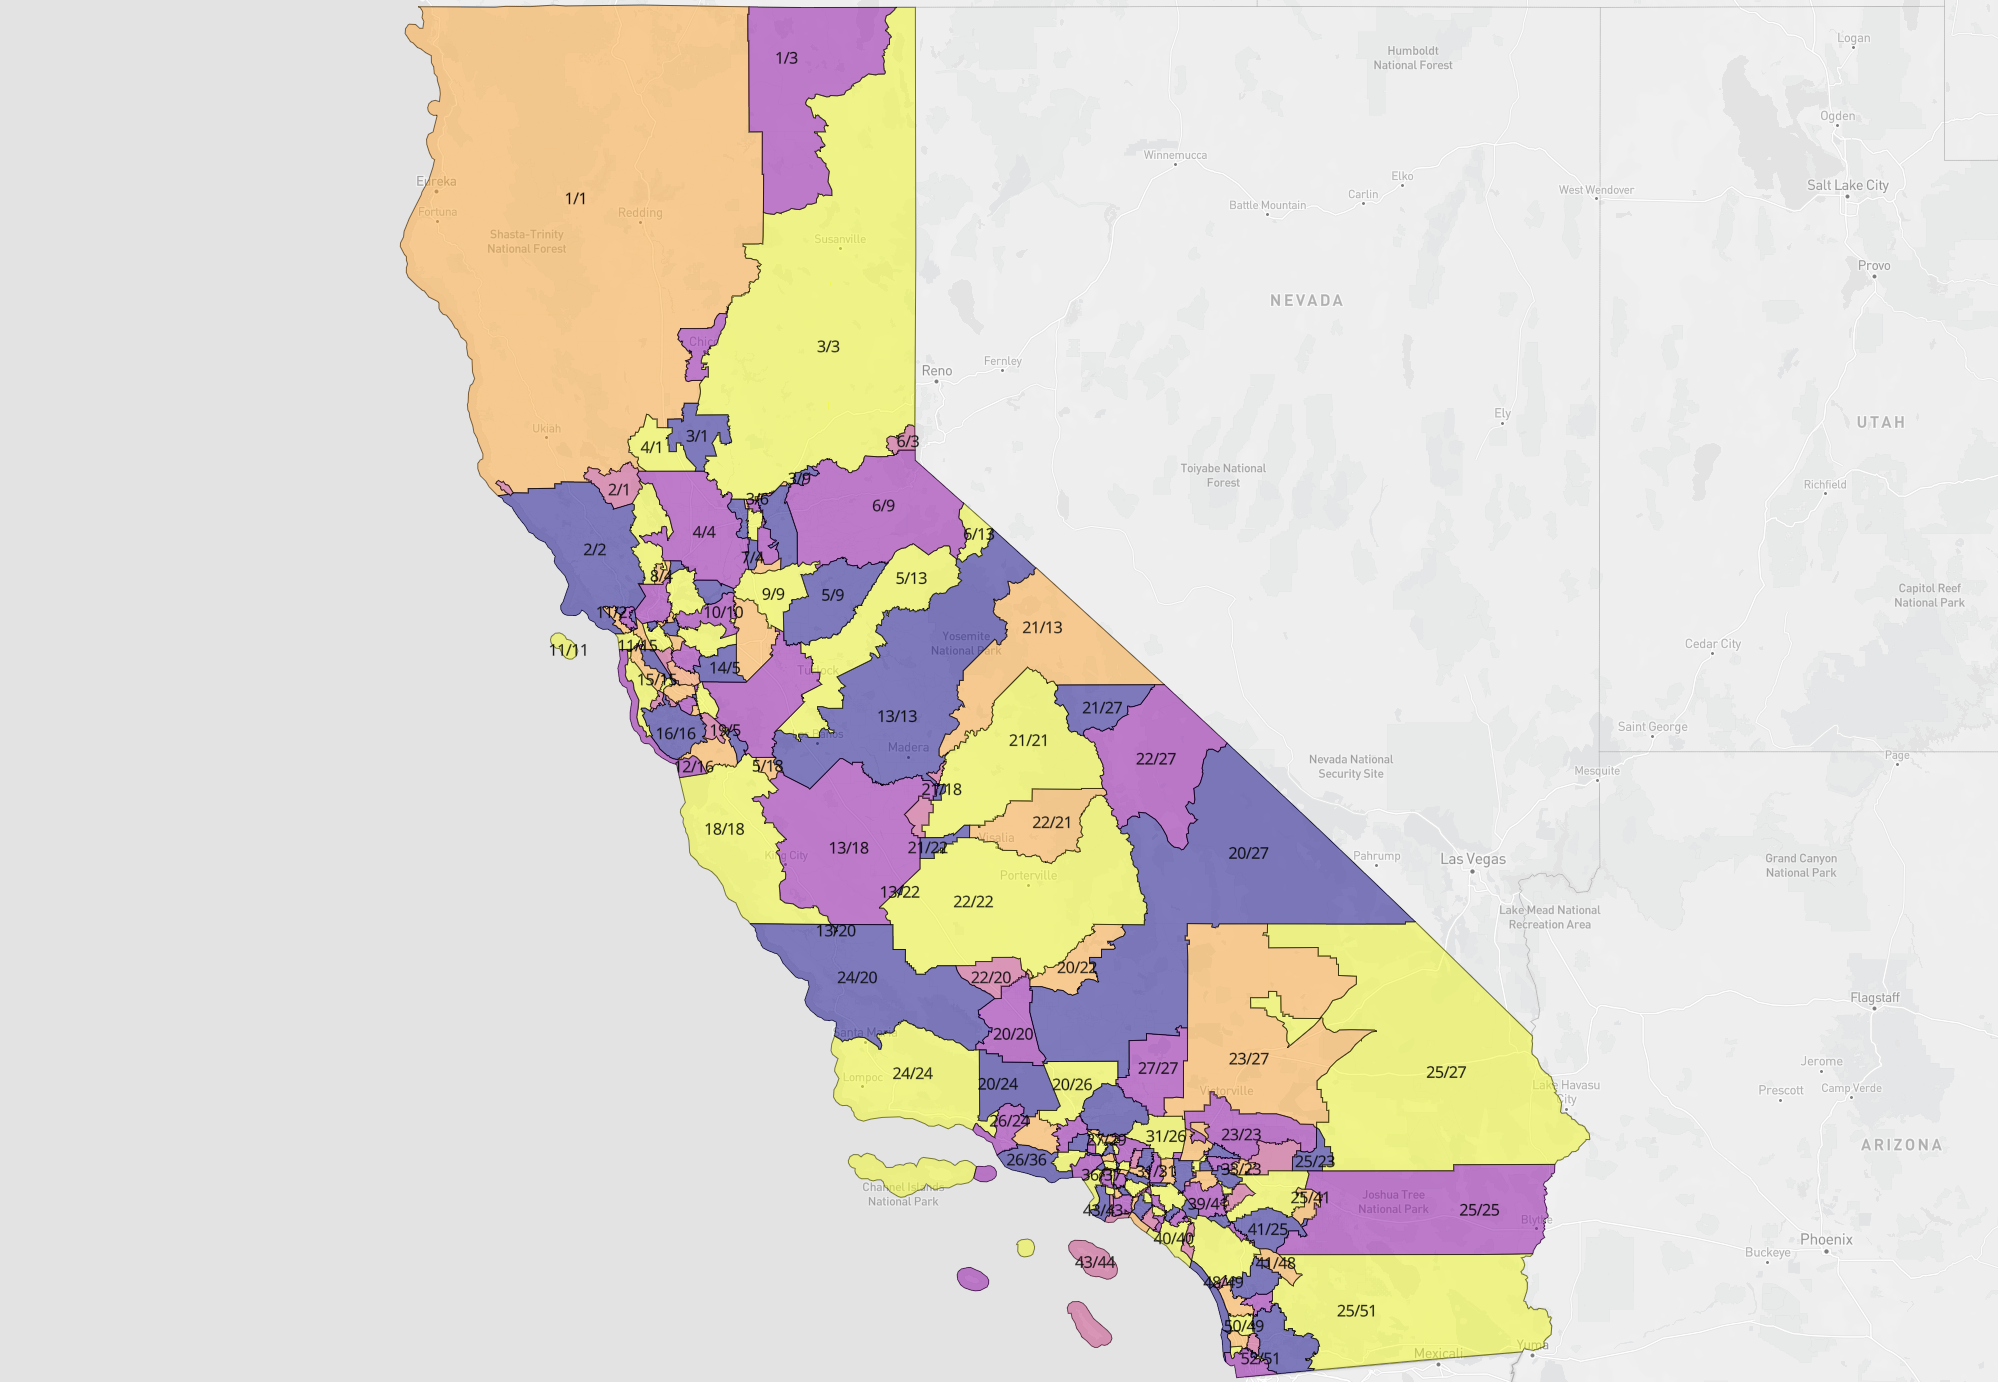 Logan
Humboldt
National Forest
1/3
Ogden
Winnemucca
Elko
Eureka
Carlin
West Wendover
Salt Lake City
1/1
Battle Mountain
Fortuna
Redding
Shasta-Trinity
National Forest
Susanville
Provo
NEVADA
Chico
3/3
Fernley
Reno
Ely
UTAH
Ukiah
3/1
4/1
6/3
Toiyabe National
Forest
3/9
Richfield
2/1
3/6
6/9
4/4
6/13
2/2
7/4
8/4
5/13
9/9
5/9
Capitol Reef
National Park
11/2
10/10
21/13
Yosemite
National Park
Cedar City
11/11
11/15
14/5
Turlock
15/15
21/27
13/13
Saint George
16/16
19/5
21/21
Madera
Page
22/27
Nevada National
Security Site
12/16
5/18
Mesquite
21/18
18/18
22/21
Visalia
13/18
21/22
King City
20/27
Pahrump
Las Vegas
Grand Canyon
National Park
Porterville
13/22
22/22
Lake Mead National
Recreation Area
13/20
24/20
22/20
20/22
Flagstaff
Santa Maria
20/20
23/27
Jerome
27/27
25/27
24/24
Lompoc
20/24
20/26
Victorville
Lake Havasu
City
Prescott
Camp Verde
26/24
31/26
23/23
ARIZONA
27/29
26/36
25/23
36/37
31/31
33/23
Channel Islands
National Park
Joshua Tree
National Park
25/41
43/43
39/41
25/25
Blythe
40/40
41/25
Phoenix
Buckeye
43/44
41/48
48/49
25/51
50/49
Yuma
52/51
Mexicali